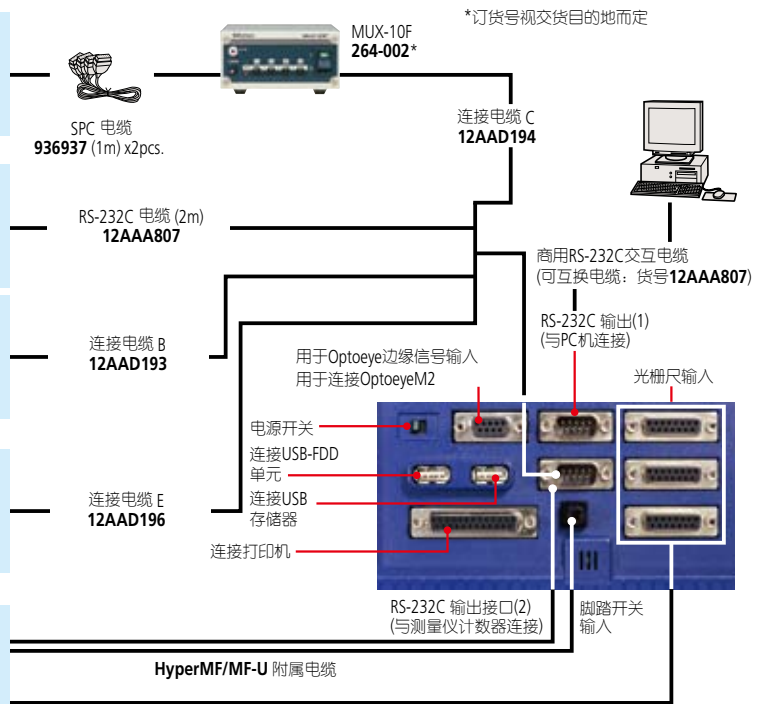 *订货号视交货目的地而定
MUX-10F
264-002*
SPC 电缆
936937 (1m) x2pcs.
连接电缆 C
12AAD194
RS-232C 电缆 (2m)
12AAA807
商用RS-232C交互电缆
(可互换电缆：货号12AAA807)
RS-232C 输出(1)
(与PC机连接)
连接电缆 B
12AAD193
用于Optoeye边缘信号输入
用于连接OptoeyeM2
光栅尺输入
电源开关
连接USB-FDD
单元
连接USB
存储器
连接电缆 E
12AAD196
连接打印机
RS-232C 输出接口(2)
(与测量仪计数器连接)
脚踏开关
输入
HyperMF/MF-U 附属电缆